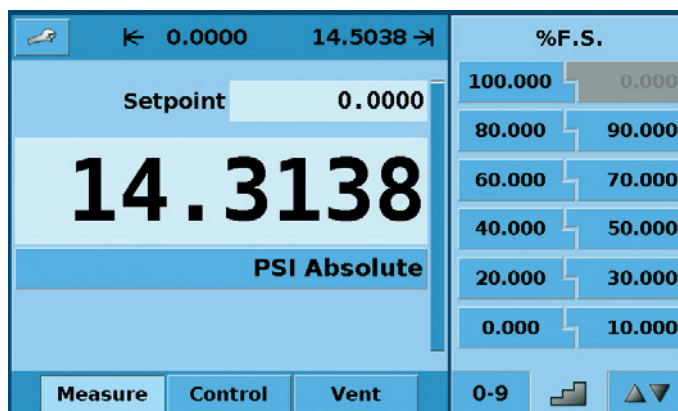 0.0000 14.5038
Setpoint 0.0000
14.3138
PSI Absolute
Measure Control Vent
%F.S.
100.000 0.000
80.000 90.000
60.000 70.000
40.000 50.000
20.000 30.000
0.000 10.000
0-9